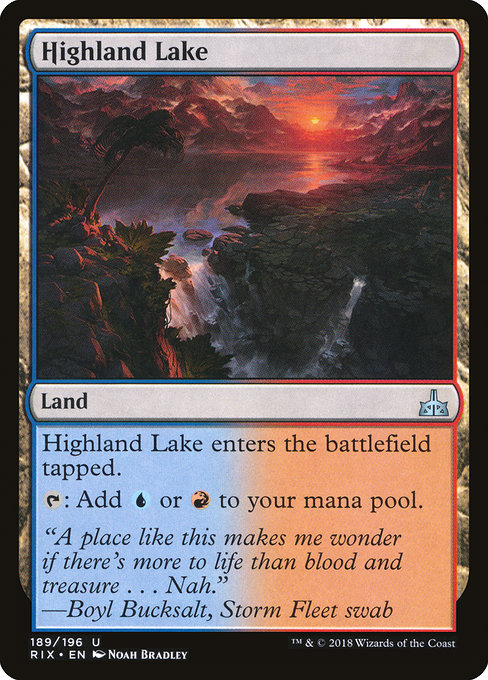 Highland Lake
Land
Highland Lake enters the battlefield
tapped.
: Add or to your mana pool.
"A place like this makes me wonder
if there's more to life than blood and
treasure . . . Nah."
—Boyl Bucksalt, Storm Fleet swab
189/196 U
RIX • EN Noah Bradley
™ & © 2018 Wizards of the Coast